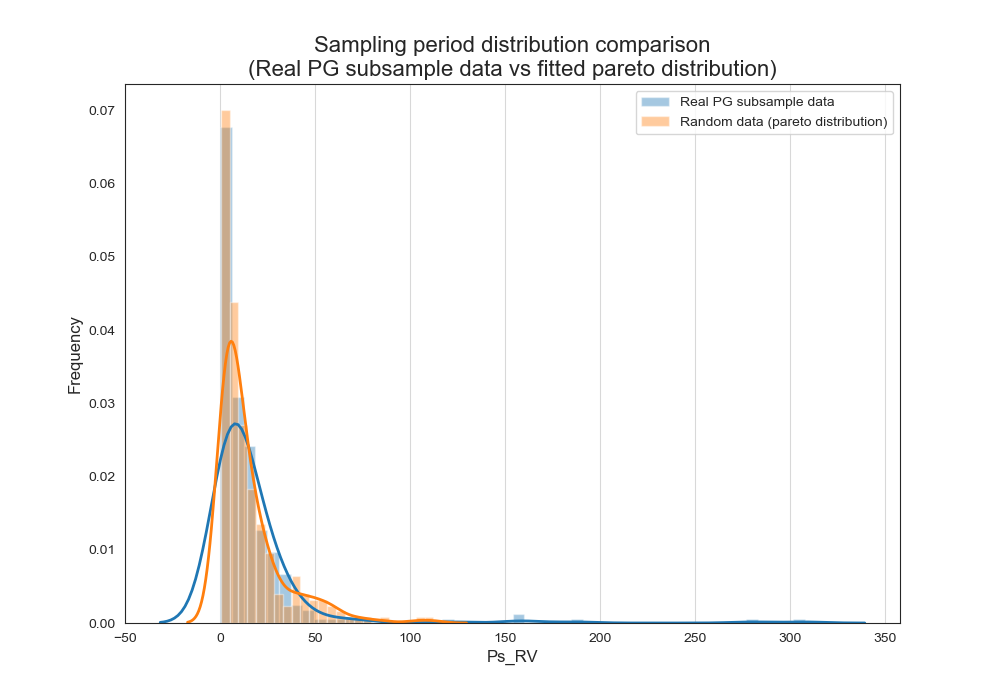 Sampling period distribution comparison
(Real PG subsample data vs fitted pareto distribution)
Real PG subsample data
Random data (pareto distribution)
0.07
0.06
0.05
0.04
0.03
0.02
0.01
0.00
Frequency
−50
0
50
100
150
200
250
300
350
Ps_RV